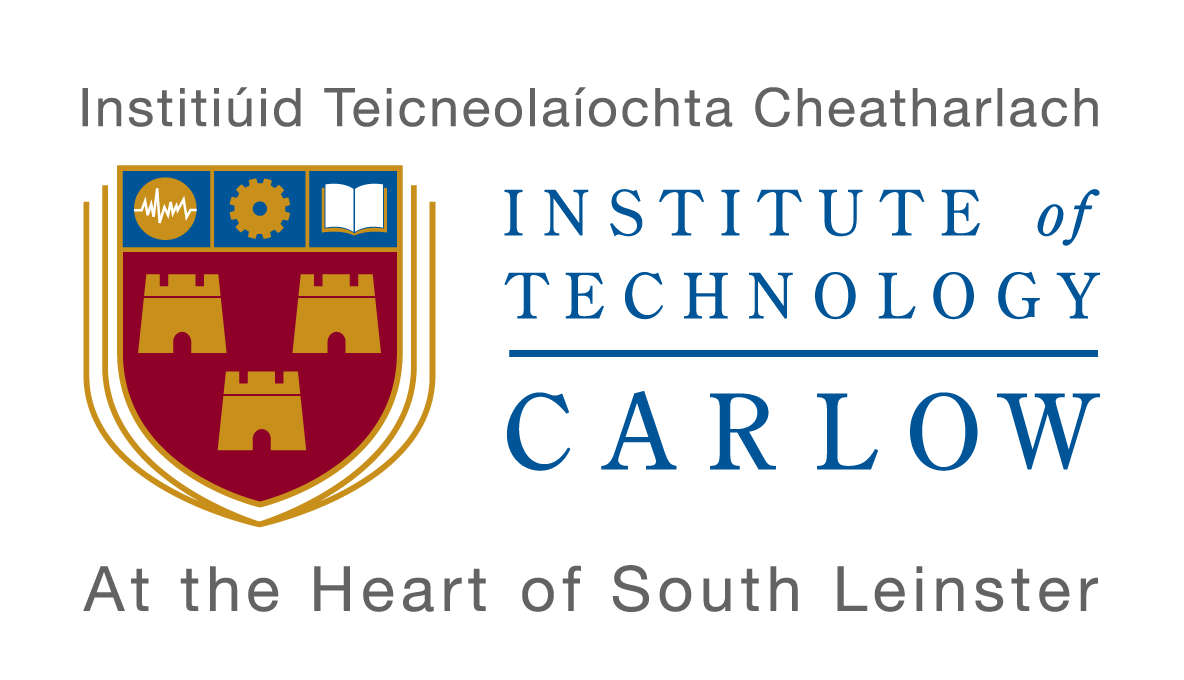 Institiúid Teicneolaíochta Cheatharlach
INSTITUTE of
TECHNOLOGY
CARLOW
At the Heart of South Leinster